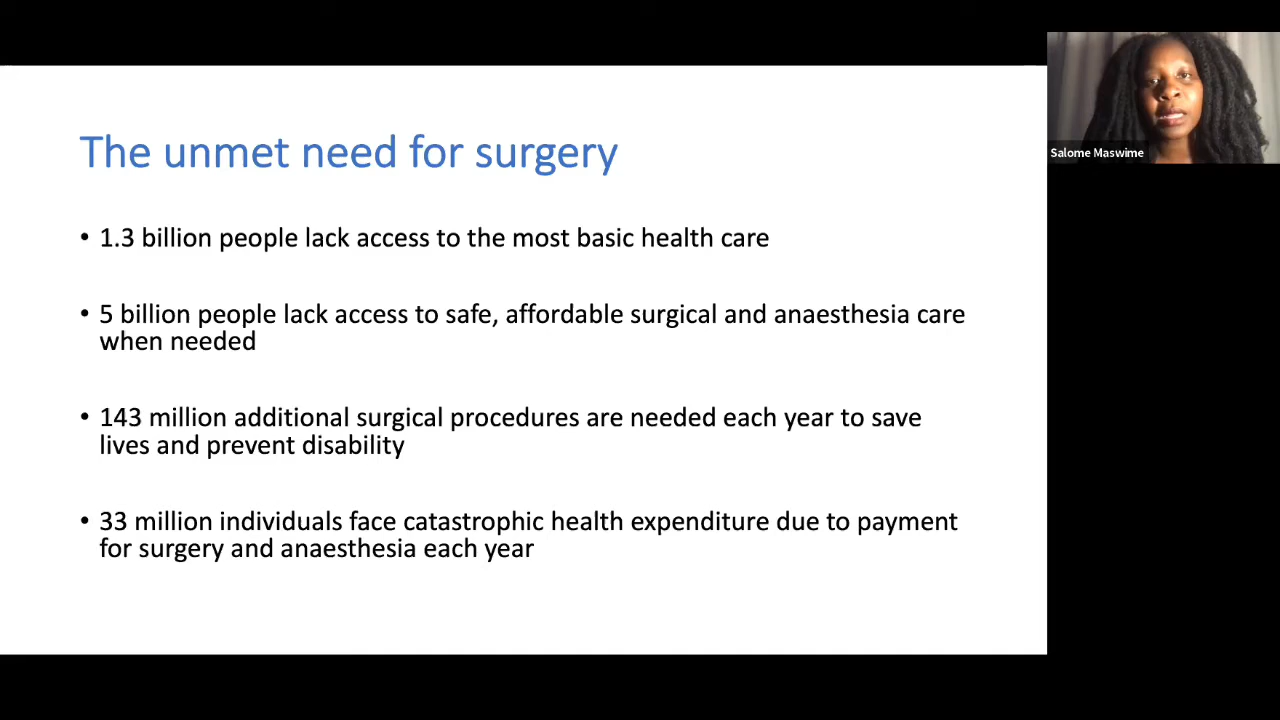 The unmet need for surgery
• 1.3 billion people lack access to the most basic health care
• 5 billion people lack access to safe, affordable surgical and anaesthesia care
when needed
• 143 million additional surgical procedures are needed each year to save
lives and prevent disability
• 33 million individuals face catastrophic health expenditure due to payment
for surgery and anaesthesia each year
Salome Maswime